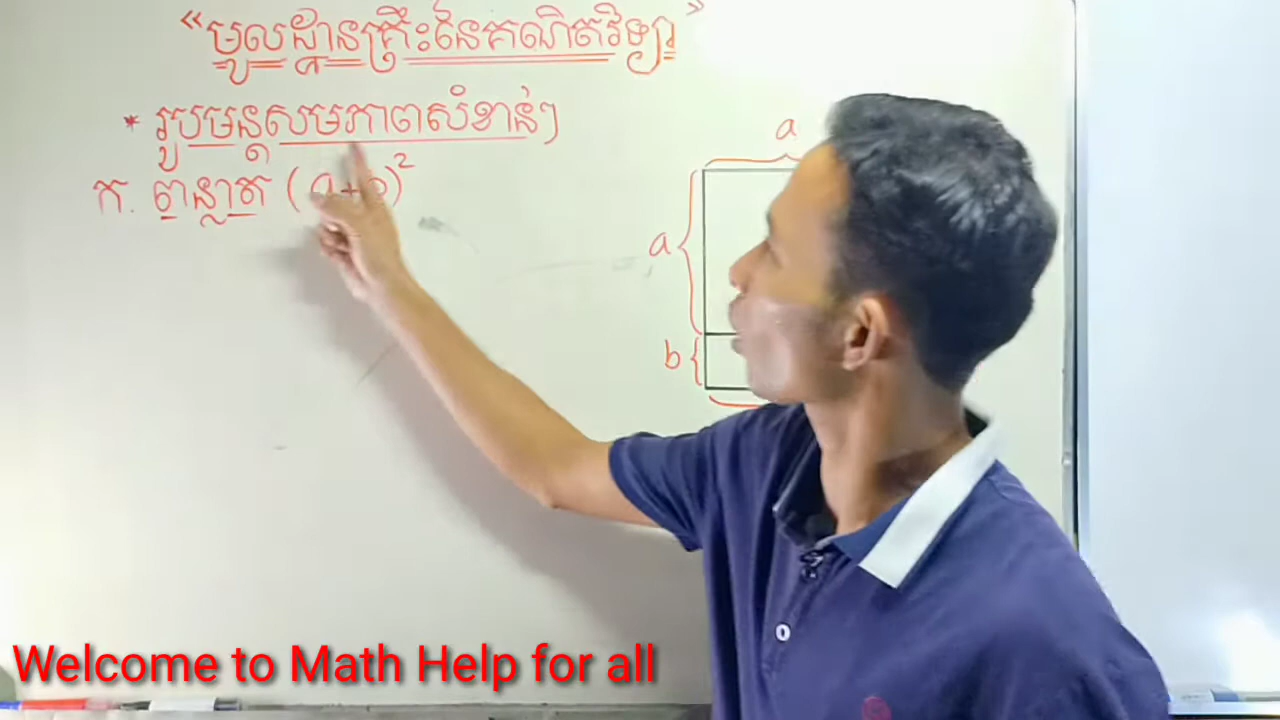 “មូលដ្ឋានគ្រឹះនៃគណិតវិទ្យា”
* រូបមន្តសមភាពសំខាន់ៗ
ក. ពន្លាត (a+b)²
a
a
b
Welcome to Math Help for all